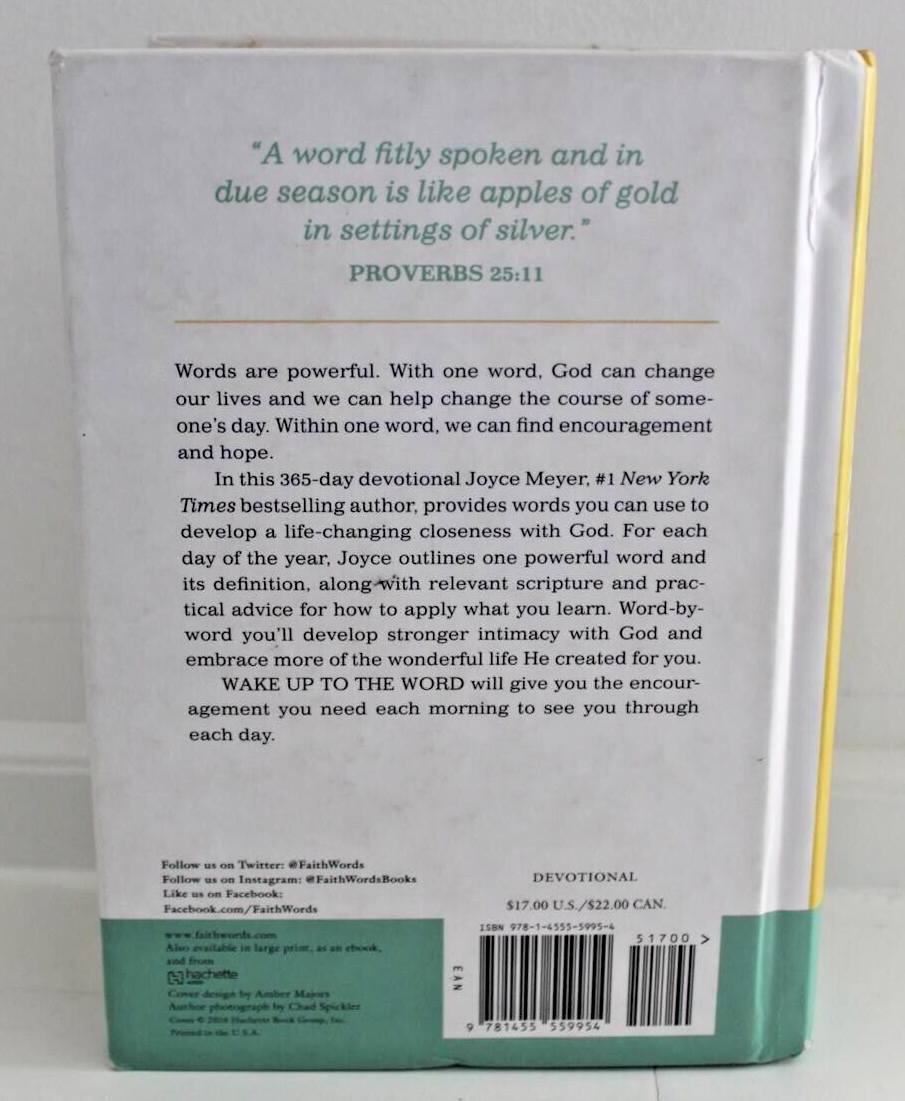 "A word fitly spoken and in
due season is like apples of gold
in settings of silver."
PROVERBS 25:11
Words are powerful. With one word, God can change
our lives and we can help change the course of some-
one's day. Within one word, we can find encouragement
and hope.
In this 365-day devotional Joyce Meyer, #1 New York
Times bestselling author, provides words you can use to
develop a life-changing closeness with God. For each
day of the year, Joyce outlines one powerful word and
its definition, along with relevant scripture and prac-
tical advice for how to apply what you learn. Word-by-
word you'll develop stronger intimacy with God and
embrace more of the wonderful life He created for you.
WAKE UP TO THE WORD will give you the encour-
agement you need each morning to see you through
each day.
Follow us on Twitter: @FaithWords
Follow us on Instagram: @FaithWordsBooks
Like us on Facebook:
Facebook.com/FaithWords
www.faithwords.com
Also available in large print, as an ebook,
and from
hachette
Cover design by Amber Majors
Author photograph by Chad Spickler
Cover © 2016 Hachette Book Group, Inc.
Printed in the U.S.A.
DEVOTIONAL
$17.00 U.S./$22.00 CAN.
ISBN 978-1-4555-5995-4
51700 >
EAN
9 781455 559954